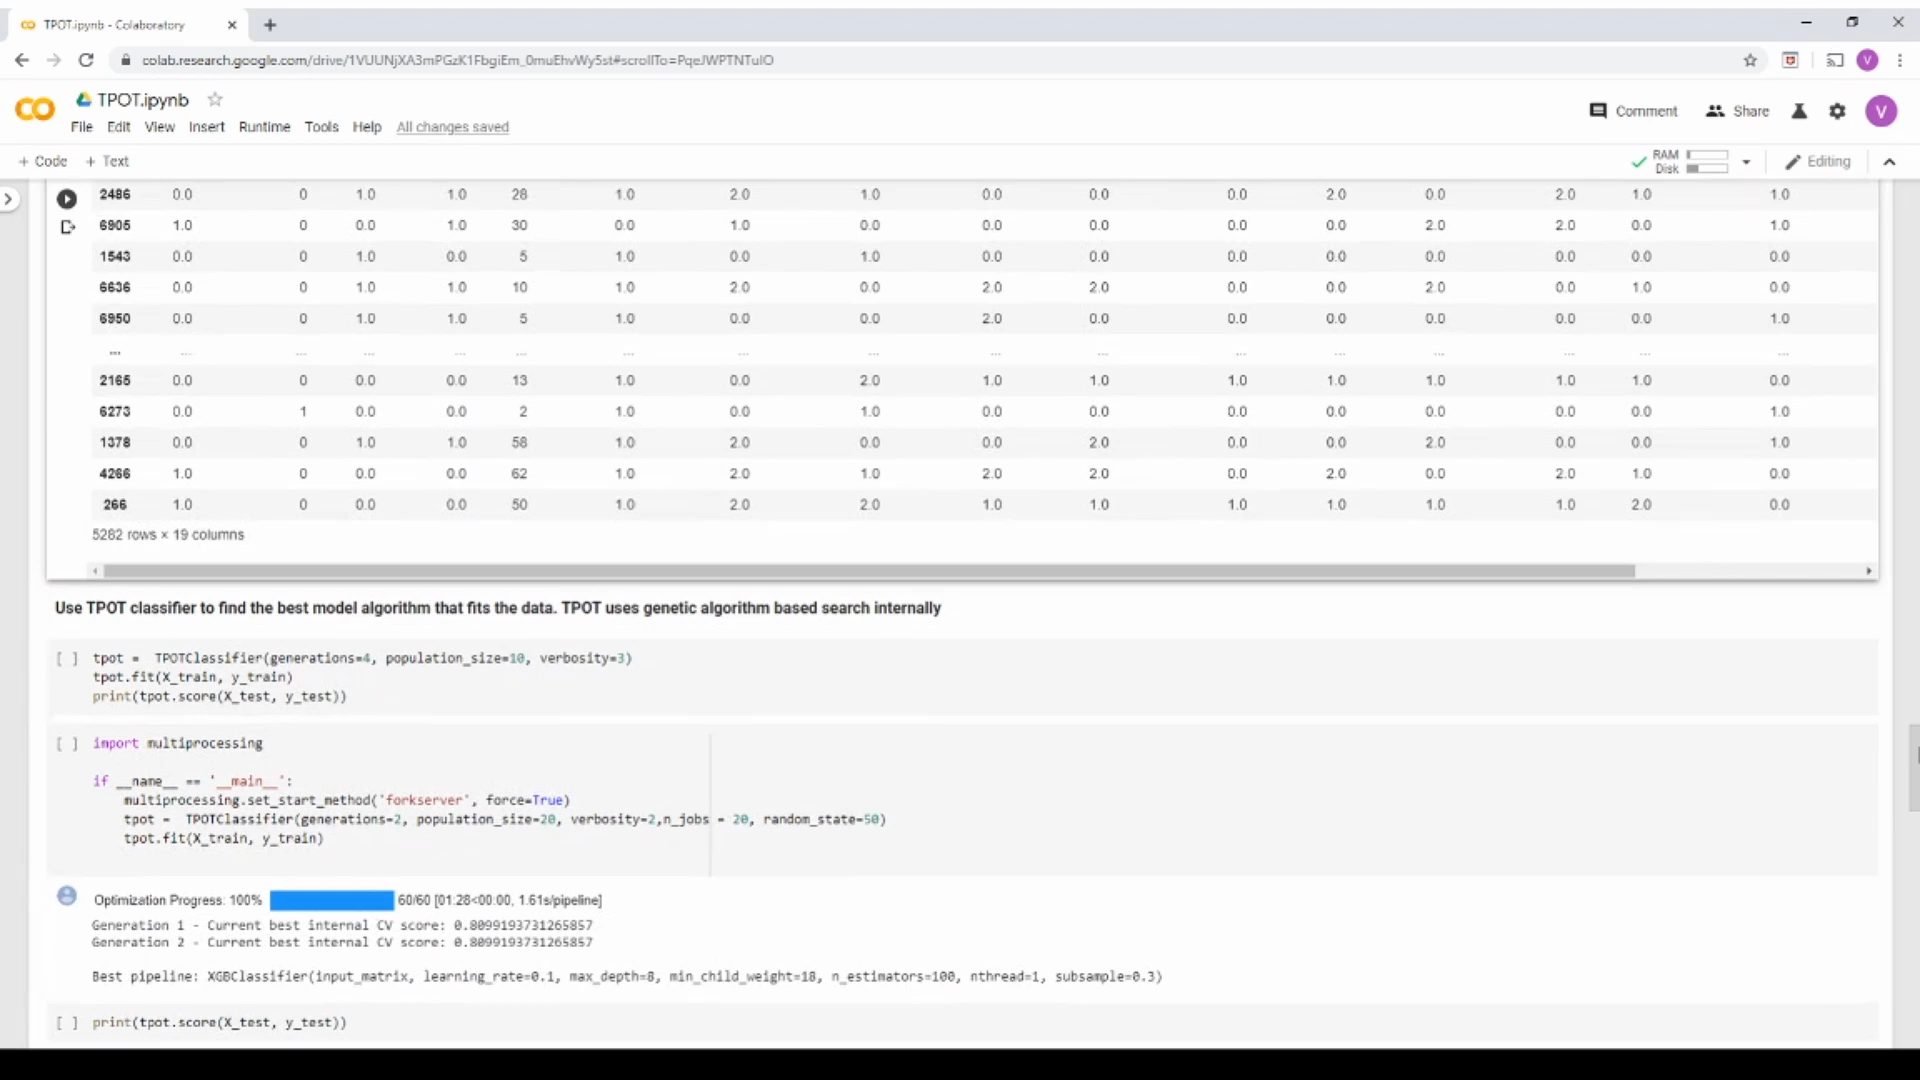 TPOT.ipynb - Colaboratory
colab.research.google.com/drive/1VUUNjXA3mPGzK1FbgiEm_0muEhvWy5st#scrollTo=PqeJWPTNTuIO
V
CO TPOT.ipynb
Comment Share V
File Edit View Insert Runtime Tools Help All changes saved
+ Code + Text RAM Disk Editing
2486 0.0 0 1.0 1.0 28 1.0 2.0 1.0 0.0 0.0 0.0 2.0 0.0 2.0 1.0 1.0
6905 1.0 0 0.0 1.0 30 0.0 1.0 0.0 0.0 0.0 0.0 0.0 2.0 2.0 0.0 1.0
1543 0.0 0 1.0 0.0 5 1.0 0.0 1.0 0.0 0.0 0.0 0.0 0.0 0.0 0.0 0.0
6636 0.0 0 1.0 1.0 10 1.0 2.0 0.0 2.0 2.0 0.0 0.0 2.0 0.0 1.0 0.0
6950 0.0 0 1.0 1.0 5 1.0 0.0 0.0 2.0 0.0 0.0 0.0 0.0 0.0 0.0 1.0
... ... ... ... ... ... ... ... ... ... ... ... ... ... ... ... ...
2165 0.0 0 0.0 0.0 13 1.0 0.0 2.0 1.0 1.0 1.0 1.0 1.0 1.0 1.0 0.0
6273 0.0 1 0.0 0.0 2 1.0 0.0 1.0 0.0 0.0 0.0 0.0 0.0 0.0 0.0 1.0
1378 0.0 0 1.0 1.0 58 1.0 2.0 0.0 0.0 2.0 0.0 0.0 2.0 0.0 0.0 1.0
4266 1.0 0 0.0 0.0 62 1.0 2.0 1.0 2.0 2.0 0.0 2.0 0.0 2.0 1.0 0.0
266 1.0 0 0.0 0.0 50 1.0 2.0 2.0 1.0 1.0 1.0 1.0 1.0 1.0 2.0 0.0
5282 rows × 19 columns
Use TPOT classifier to find the best model algorithm that fits the data. TPOT uses genetic algorithm based search internally
[ ] tpot = TPOTClassifier(generations=4, population_size=10, verbosity=3)
tpot.fit(X_train, y_train)
print(tpot.score(X_test, y_test))
[ ] import multiprocessing
if __name__ == '__main__':
multiprocessing.set_start_method('forkserver', force=True)
tpot = TPOTClassifier(generations=2, population_size=20, verbosity=2,n_jobs = 20, random_state=50)
tpot.fit(X_train, y_train)
Optimization Progress: 100% 60/60 [01:28<00:00, 1.61s/pipeline]
Generation 1 - Current best internal CV score: 0.8099193731265857
Generation 2 - Current best internal CV score: 0.8099193731265857
Best pipeline: XGBClassifier(input_matrix, learning_rate=0.1, max_depth=8, min_child_weight=18, n_estimators=100, nthread=1, subsample=0.3)
[ ] print(tpot.score(X_test, y_test))